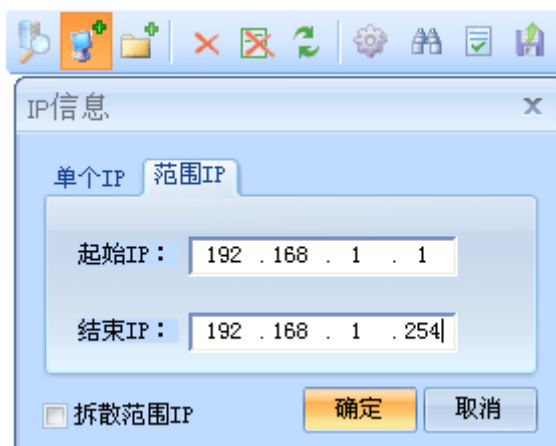 IP信息
单个IP 范围IP
起始IP： 192 .168 . 1 . 1
结束IP： 192 .168 . 1 .254
拆散范围IP 确定 取消